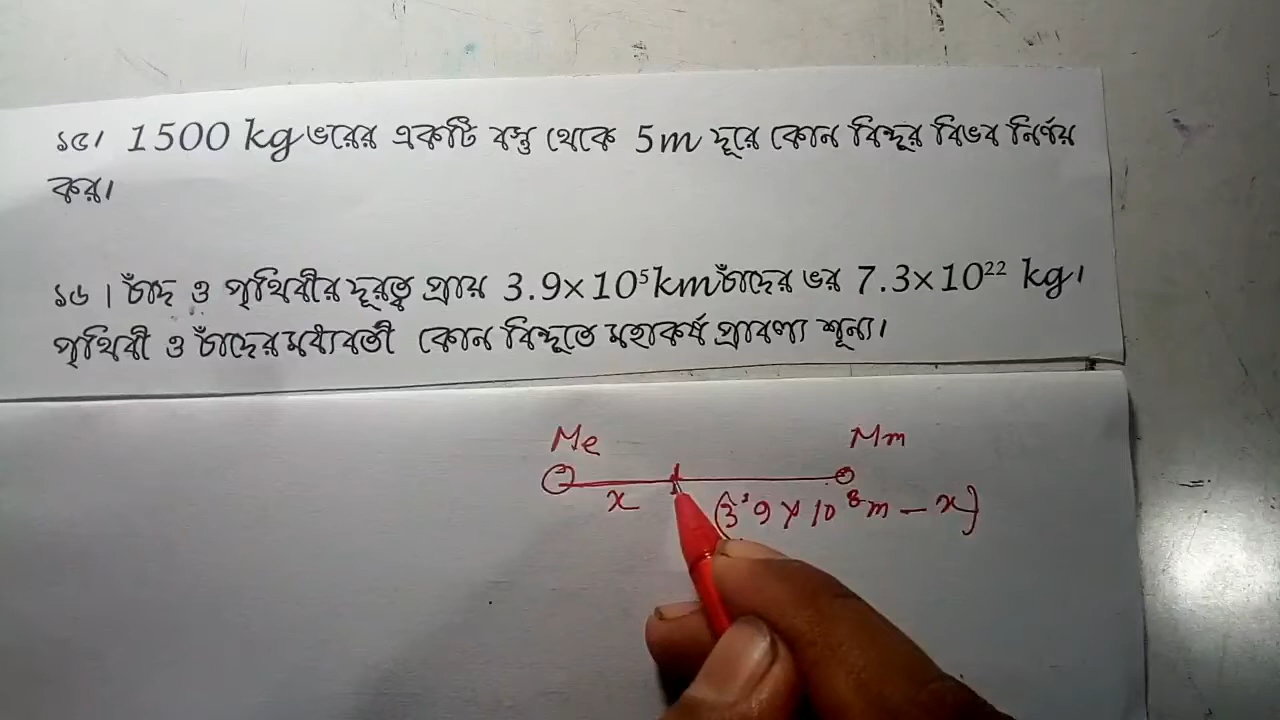 ১৫। 1500 kg ভরের একটি বস্তু থেকে 5m দূরে কোন বিন্দুর বিভব নির্ণয়
কর।
১৬। চাঁদ ও পৃথিবীর দূরত্ব প্রায় 3.9×10⁵km চাঁদের ভর 7.3×10²² kg।
পৃথিবী ও চাঁদের মধ্যবর্তী কোন বিন্দুতে মহাকর্ষ প্রাবল্য শূন্য।
Me Mm
x (3.9×10⁸m – x)